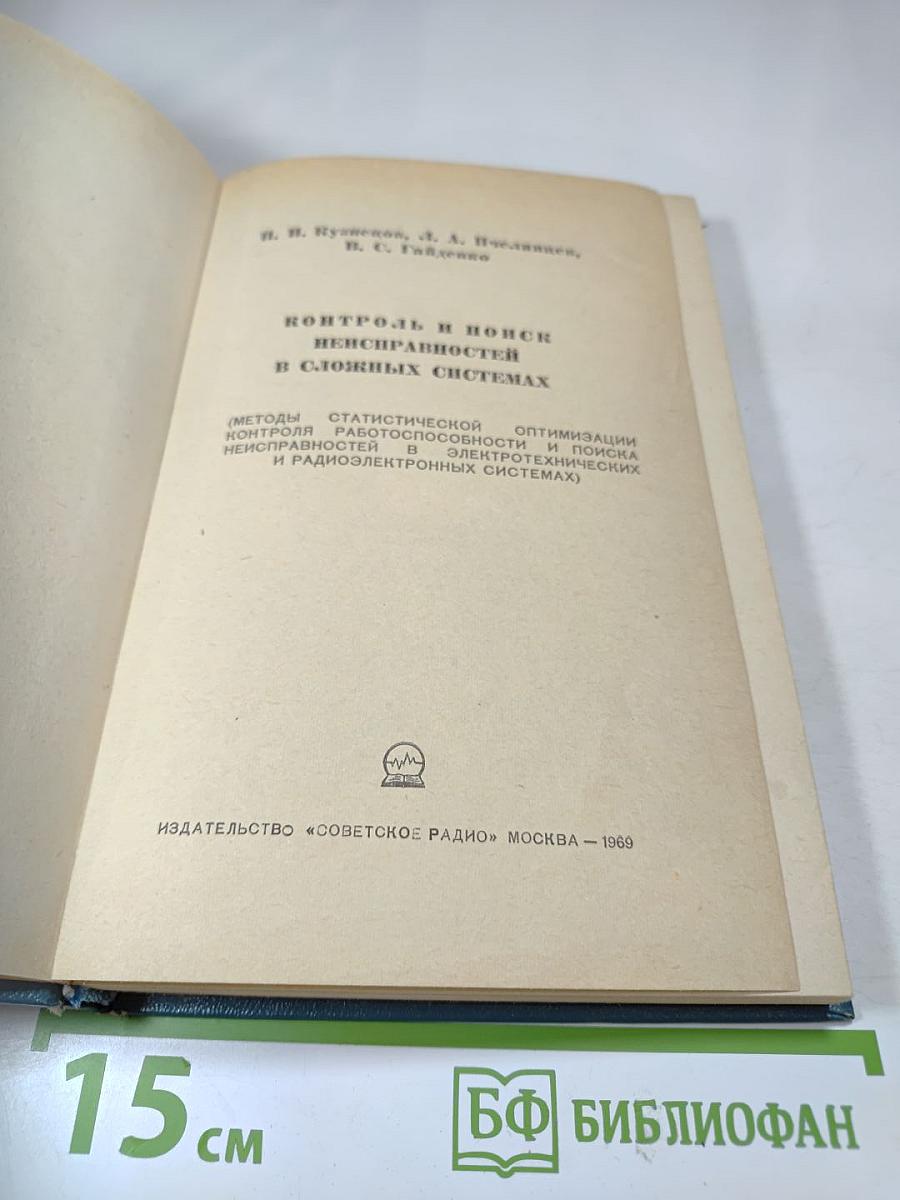 П. И. Кузнецов, Л. А. Пчелинцев,
В. С. Гайденко
КОНТРОЛЬ И ПОИСК
НЕИСПРАВНОСТЕЙ
В СЛОЖНЫХ СИСТЕМАХ
(МЕТОДЫ СТАТИСТИЧЕСКОЙ ОПТИМИЗАЦИИ
КОНТРОЛЯ РАБОТОСПОСОБНОСТИ И ПОИСКА
НЕИСПРАВНОСТЕЙ В ЭЛЕКТРОТЕХНИЧЕСКИХ
И РАДИОЭЛЕКТРОННЫХ СИСТЕМАХ)
ИЗДАТЕЛЬСТВО «СОВЕТСКОЕ РАДИО» МОСКВА — 1969
15 см
БФ БИБЛИОФАН